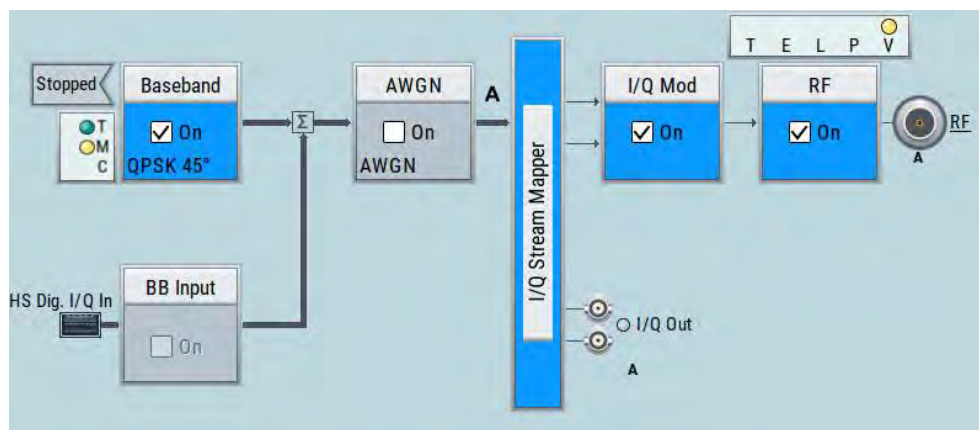 T E L P V
Stopped
Baseband
On
QPSK 45°
T
M
C
Σ
AWGN
On
AWGN
A
I/Q Stream Mapper
I/Q Mod
On
RF
On
RF
A
HS Dig. I/Q In
BB Input
On
I/Q Out
A